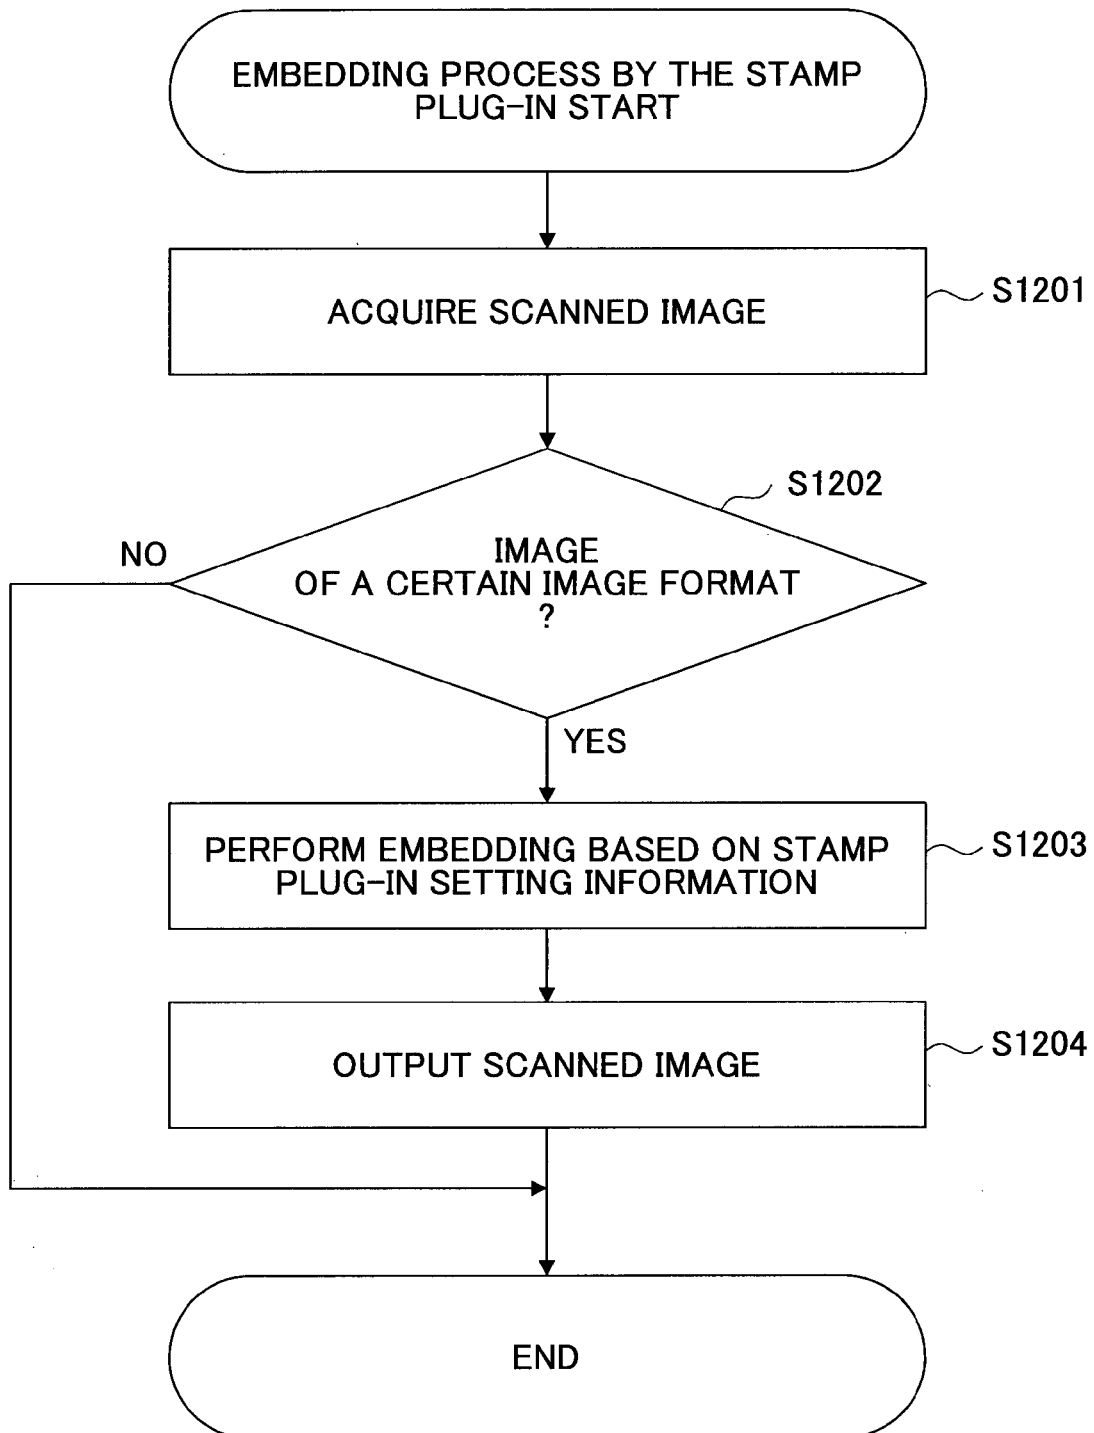 EMBEDDING PROCESS BY THE STAMP
PLUG-IN START
ACQUIRE SCANNED IMAGE
S1201
S1202
NO
IMAGE
OF A CERTAIN IMAGE FORMAT
?
YES
PERFORM EMBEDDING BASED ON STAMP
PLUG-IN SETTING INFORMATION
S1203
OUTPUT SCANNED IMAGE
S1204
END